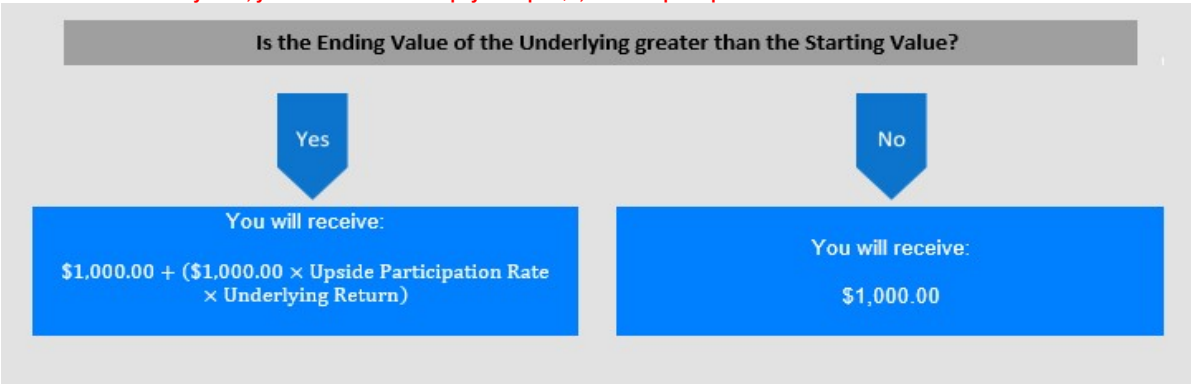 Is the Ending Value of the Underlying greater than the Starting Value?
Yes
No
You will receive:
$1,000.00 + ($1,000.00 × Upside Participation Rate
× Underlying Return)
You will receive:
$1,000.00